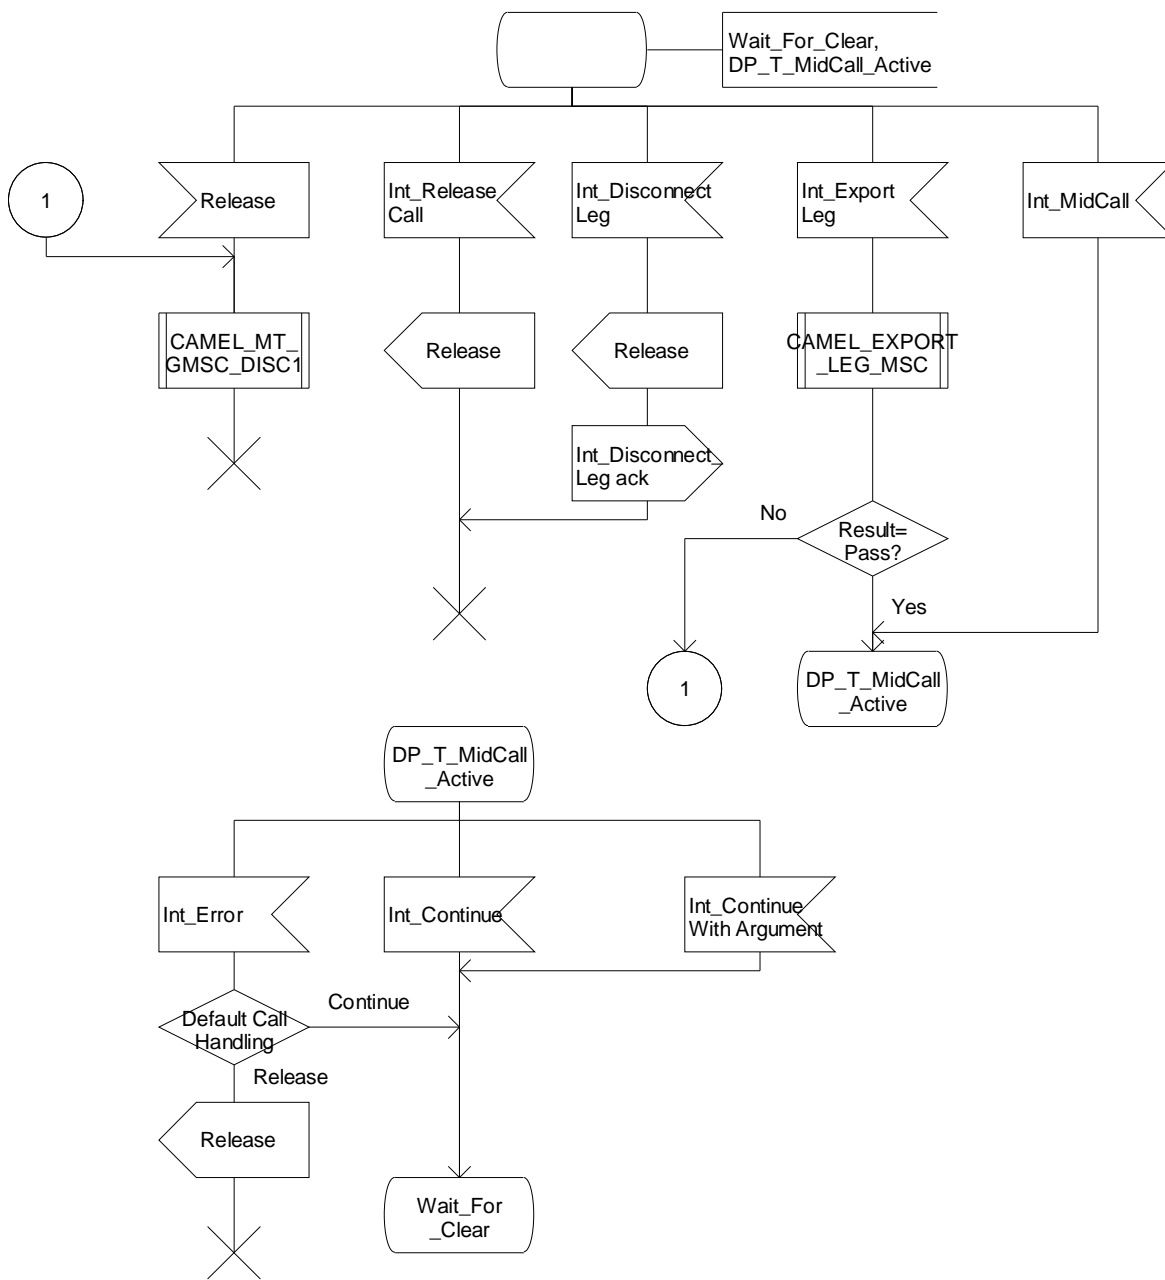 Wait_For_Clear,
DP_T_MidCall_Active
1
Release
Int_Release
Call
Int_Disconnect
Leg
Int_Export
Leg
Int_MidCall
CAMEL_MT_
GMSC_DISC1
Release
Release
CAMEL_EXPORT
_LEG_MSC
Int_Disconnect_
Leg ack
No
Result=
Pass?
Yes
1
DP_T_MidCall
_Active
DP_T_MidCall
_Active
Int_Error
Int_Continue
Int_Continue
With Argument
Continue
Default Call
Handling
Release
Release
Wait_For
_Clear